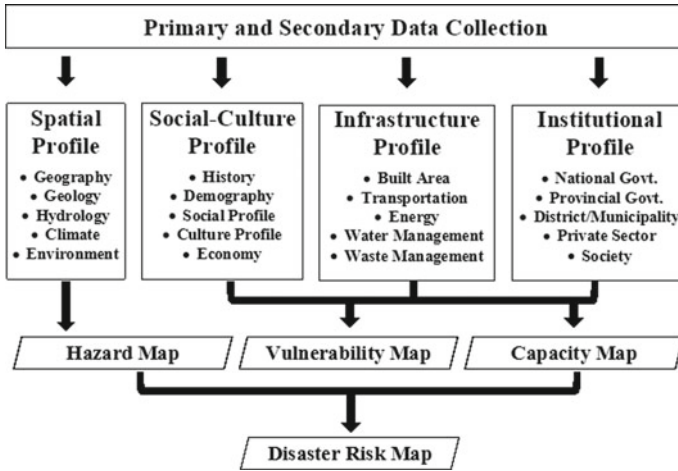 Primary and Secondary Data Collection
Spatial
Profile
• Geography
• Geology
• Hydrology
• Climate
• Environment
Social-Culture
Profile
• History
• Demography
• Social Profile
• Culture Profile
• Economy
Infrastructure
Profile
• Built Area
• Transportation
• Energy
• Water Management
• Waste Management
Institutional
Profile
• National Govt.
• Provincial Govt.
• District/Municipality
• Private Sector
• Society
Hazard Map
Vulnerability Map
Capacity Map
Disaster Risk Map